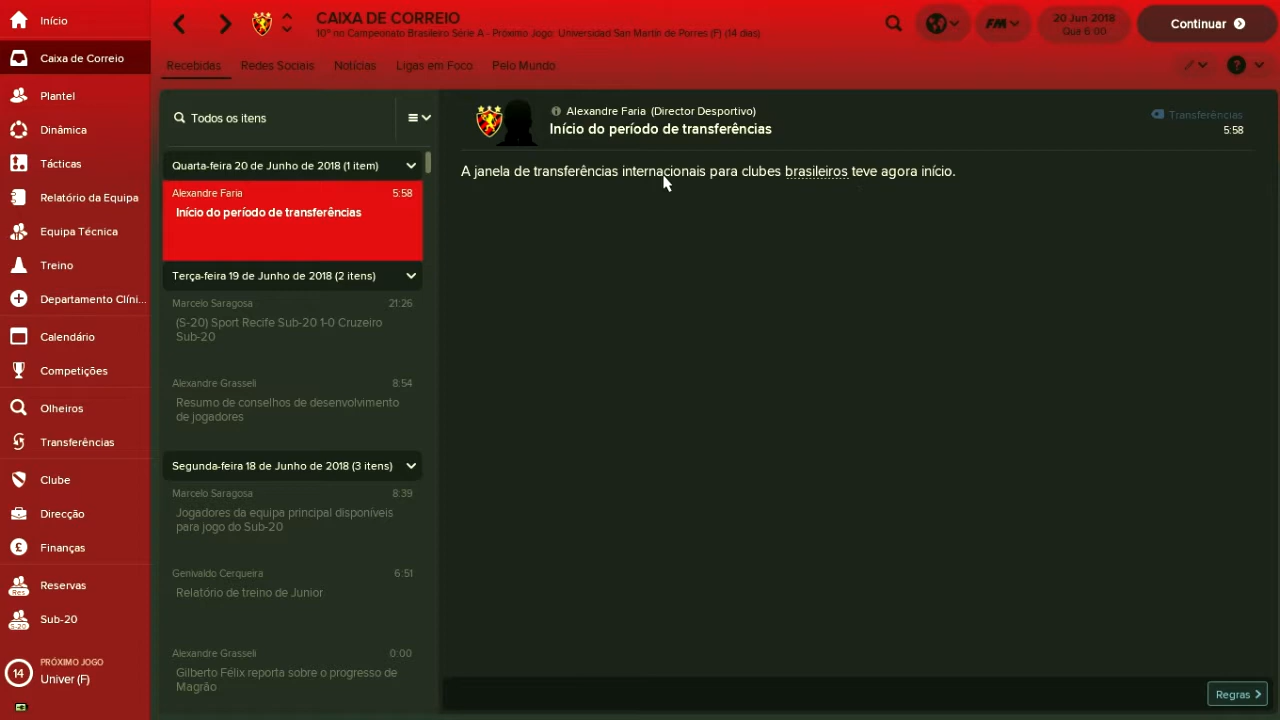 Início
Caixa de Correio
Plantel
Dinâmica
Tácticas
Relatório da Equipa
Equipa Técnica
Treino
Departamento Clíni...
Calendário
Competições
Olheiros
Transferências
Clube
Direcção
Finanças
Res
Reservas
S-20
Sub-20
14
PRÓXIMO JOGO
Univer (F)
CAIXA DE CORREIO
10º no Campeonato Brasileiro Série A - Próximo Jogo: Universidad San Martín de Porres (F) (14 dias)
FM
20 Jun 2018
Qua 6:00
Continuar
Recebidas
Redes Sociais
Notícias
Ligas em Foco
Pelo Mundo
?
Todos os itens
Quarta-feira 20 de Junho de 2018 (1 item)
Alexandre Faria 5:58
Início do período de transferências
Terça-feira 19 de Junho de 2018 (2 itens)
Marcelo Saragosa 21:26
(S-20) Sport Recife Sub-20 1-0 Cruzeiro
Sub-20
Alexandre Grasseli 8:54
Resumo de conselhos de desenvolvimento
de jogadores
Segunda-feira 18 de Junho de 2018 (3 itens)
Marcelo Saragosa 8:39
Jogadores da equipa principal disponíveis
para jogo do Sub-20
Genivaldo Cerqueira 6:51
Relatório de treino de Junior
Alexandre Grasseli 0:00
Gilberto Félix reporta sobre o progresso de
Magrão
Alexandre Faria (Director Desportivo)
Início do período de transferências
Transferências
5:58
A janela de transferências internacionais para clubes brasileiros teve agora início.
Regras